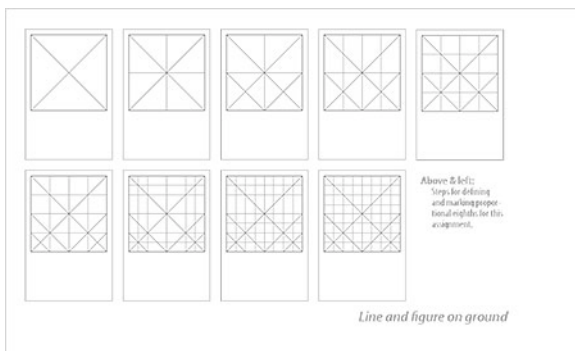 Above & left:
Steps for defining
and marking propor-
tional eighths for this
assignment.
Line and figure on ground